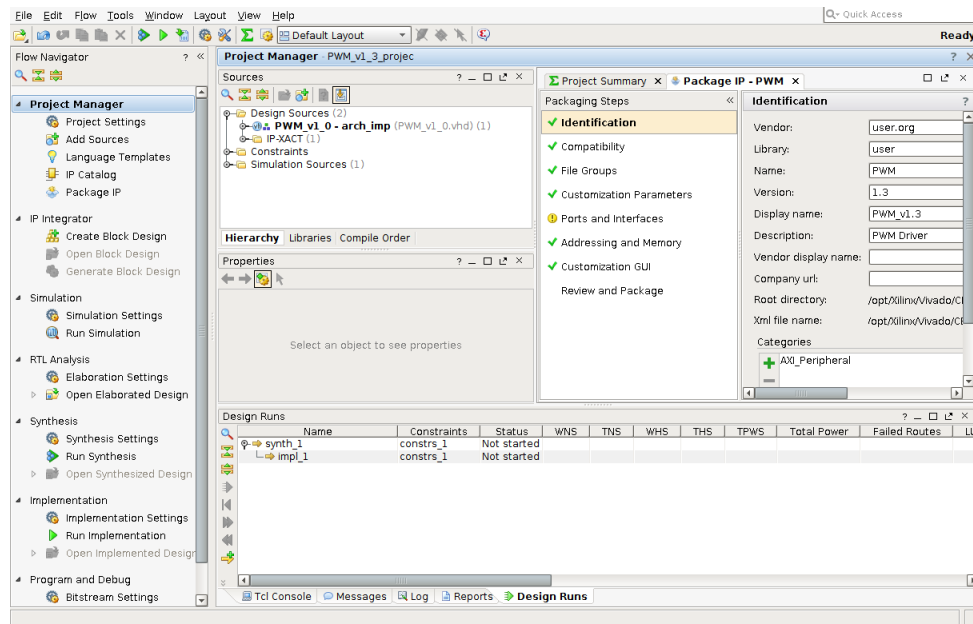 File Edit Flow Tools Window Layout View Help
Quick Access
Default Layout
Ready
Flow Navigator
Project Manager
Project Settings
Add Sources
Language Templates
IP Catalog
Package IP
IP Integrator
Create Block Design
Open Block Design
Generate Block Design
Simulation
Simulation Settings
Run Simulation
RTL Analysis
Elaboration Settings
Open Elaborated Design
Synthesis
Synthesis Settings
Run Synthesis
Open Synthesized Design
Implementation
Implementation Settings
Run Implementation
Open Implemented Design
Program and Debug
Bitstream Settings
Project Manager - PWM_v1_3_projec
Sources
Design Sources (2)
PWM_v1_0 - arch_imp (PWM_v1_0.vhd) (1)
IP-XACT (1)
Constraints
Simulation Sources (1)
Hierarchy Libraries Compile Order
Properties
Select an object to see properties
Project Summary Package IP - PWM
Packaging Steps
Identification
Compatibility
File Groups
Customization Parameters
Ports and Interfaces
Addressing and Memory
Customization GUI
Review and Package
Identification
Vendor: user.org
Library: user
Name: PWM
Version: 1.3
Display name: PWM_v1.3
Description: PWM Driver
Vendor display name:
Company url:
Root directory: /opt/Xilinx/Vivado/CI
Xml file name: /opt/Xilinx/Vivado/CI
Categories
AXI_Peripheral
Design Runs
Name Constraints Status WNS TNS WHS THS TPWS Total Power Failed Routes LU
synth_1 constrs_1 Not started
impl_1 constrs_1 Not started
Tcl Console Messages Log Reports Design Runs